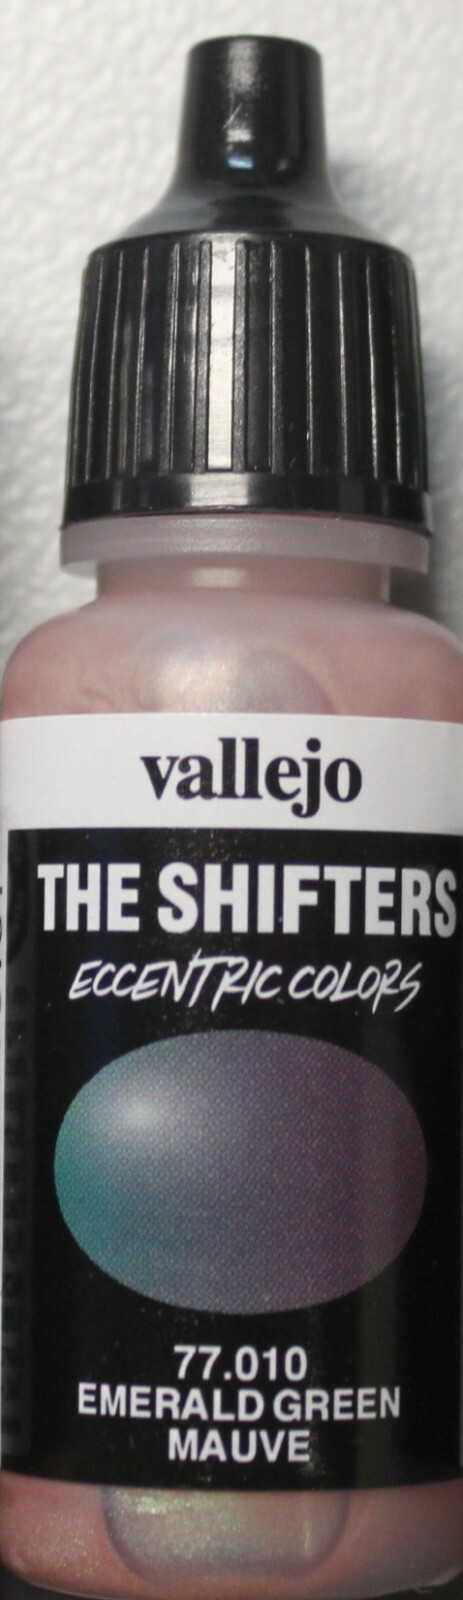 vallejo
THE SHIFTERS
ECCENTRIC COLORS
77.010
EMERALD GREEN
MAUVE